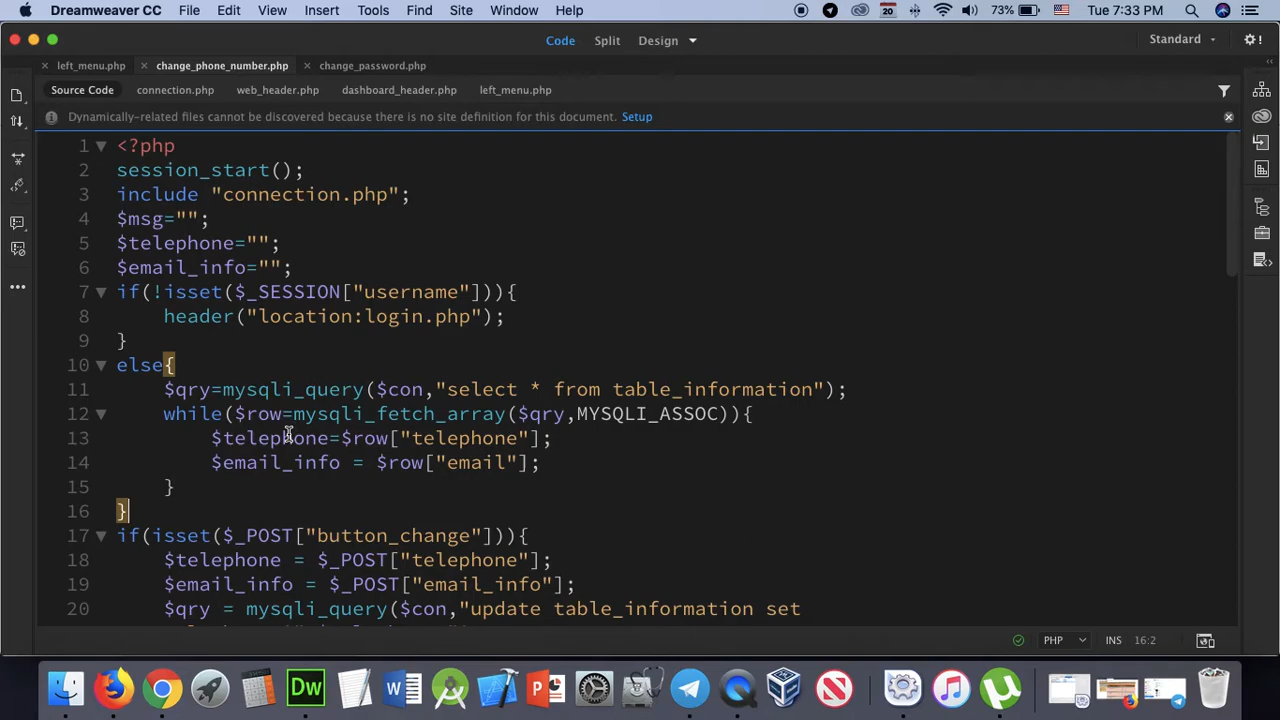 Dreamweaver CC File Edit View Insert Tools Find Site Window Help 20 73% Tue 7:33 PM
Code Split Design Standard
left_menu.php change_phone_number.php change_password.php
Source Code connection.php web_header.php dashboard_header.php left_menu.php
Dynamically-related files cannot be discovered because there is no site definition for this document. Setup
1 <?php
2 session_start();
3 include "connection.php";
4 $msg="";
5 $telephone="";
6 $email_info="";
7 if(!isset($_SESSION["username"])){
8 header("location:login.php");
9 }
10 else{
11 $qry=mysqli_query($con,"select * from table_information");
12 while($row=mysqli_fetch_array($qry,MYSQLI_ASSOC)){
13 $telephone=$row["telephone"];
14 $email_info = $row["email"];
15 }
16 }
17 if(isset($_POST["button_change"])){
18 $telephone = $_POST["telephone"];
19 $email_info = $_POST["email_info"];
20 $qry = mysqli_query($con,"update table_information set
PHP INS 16:2
Dw